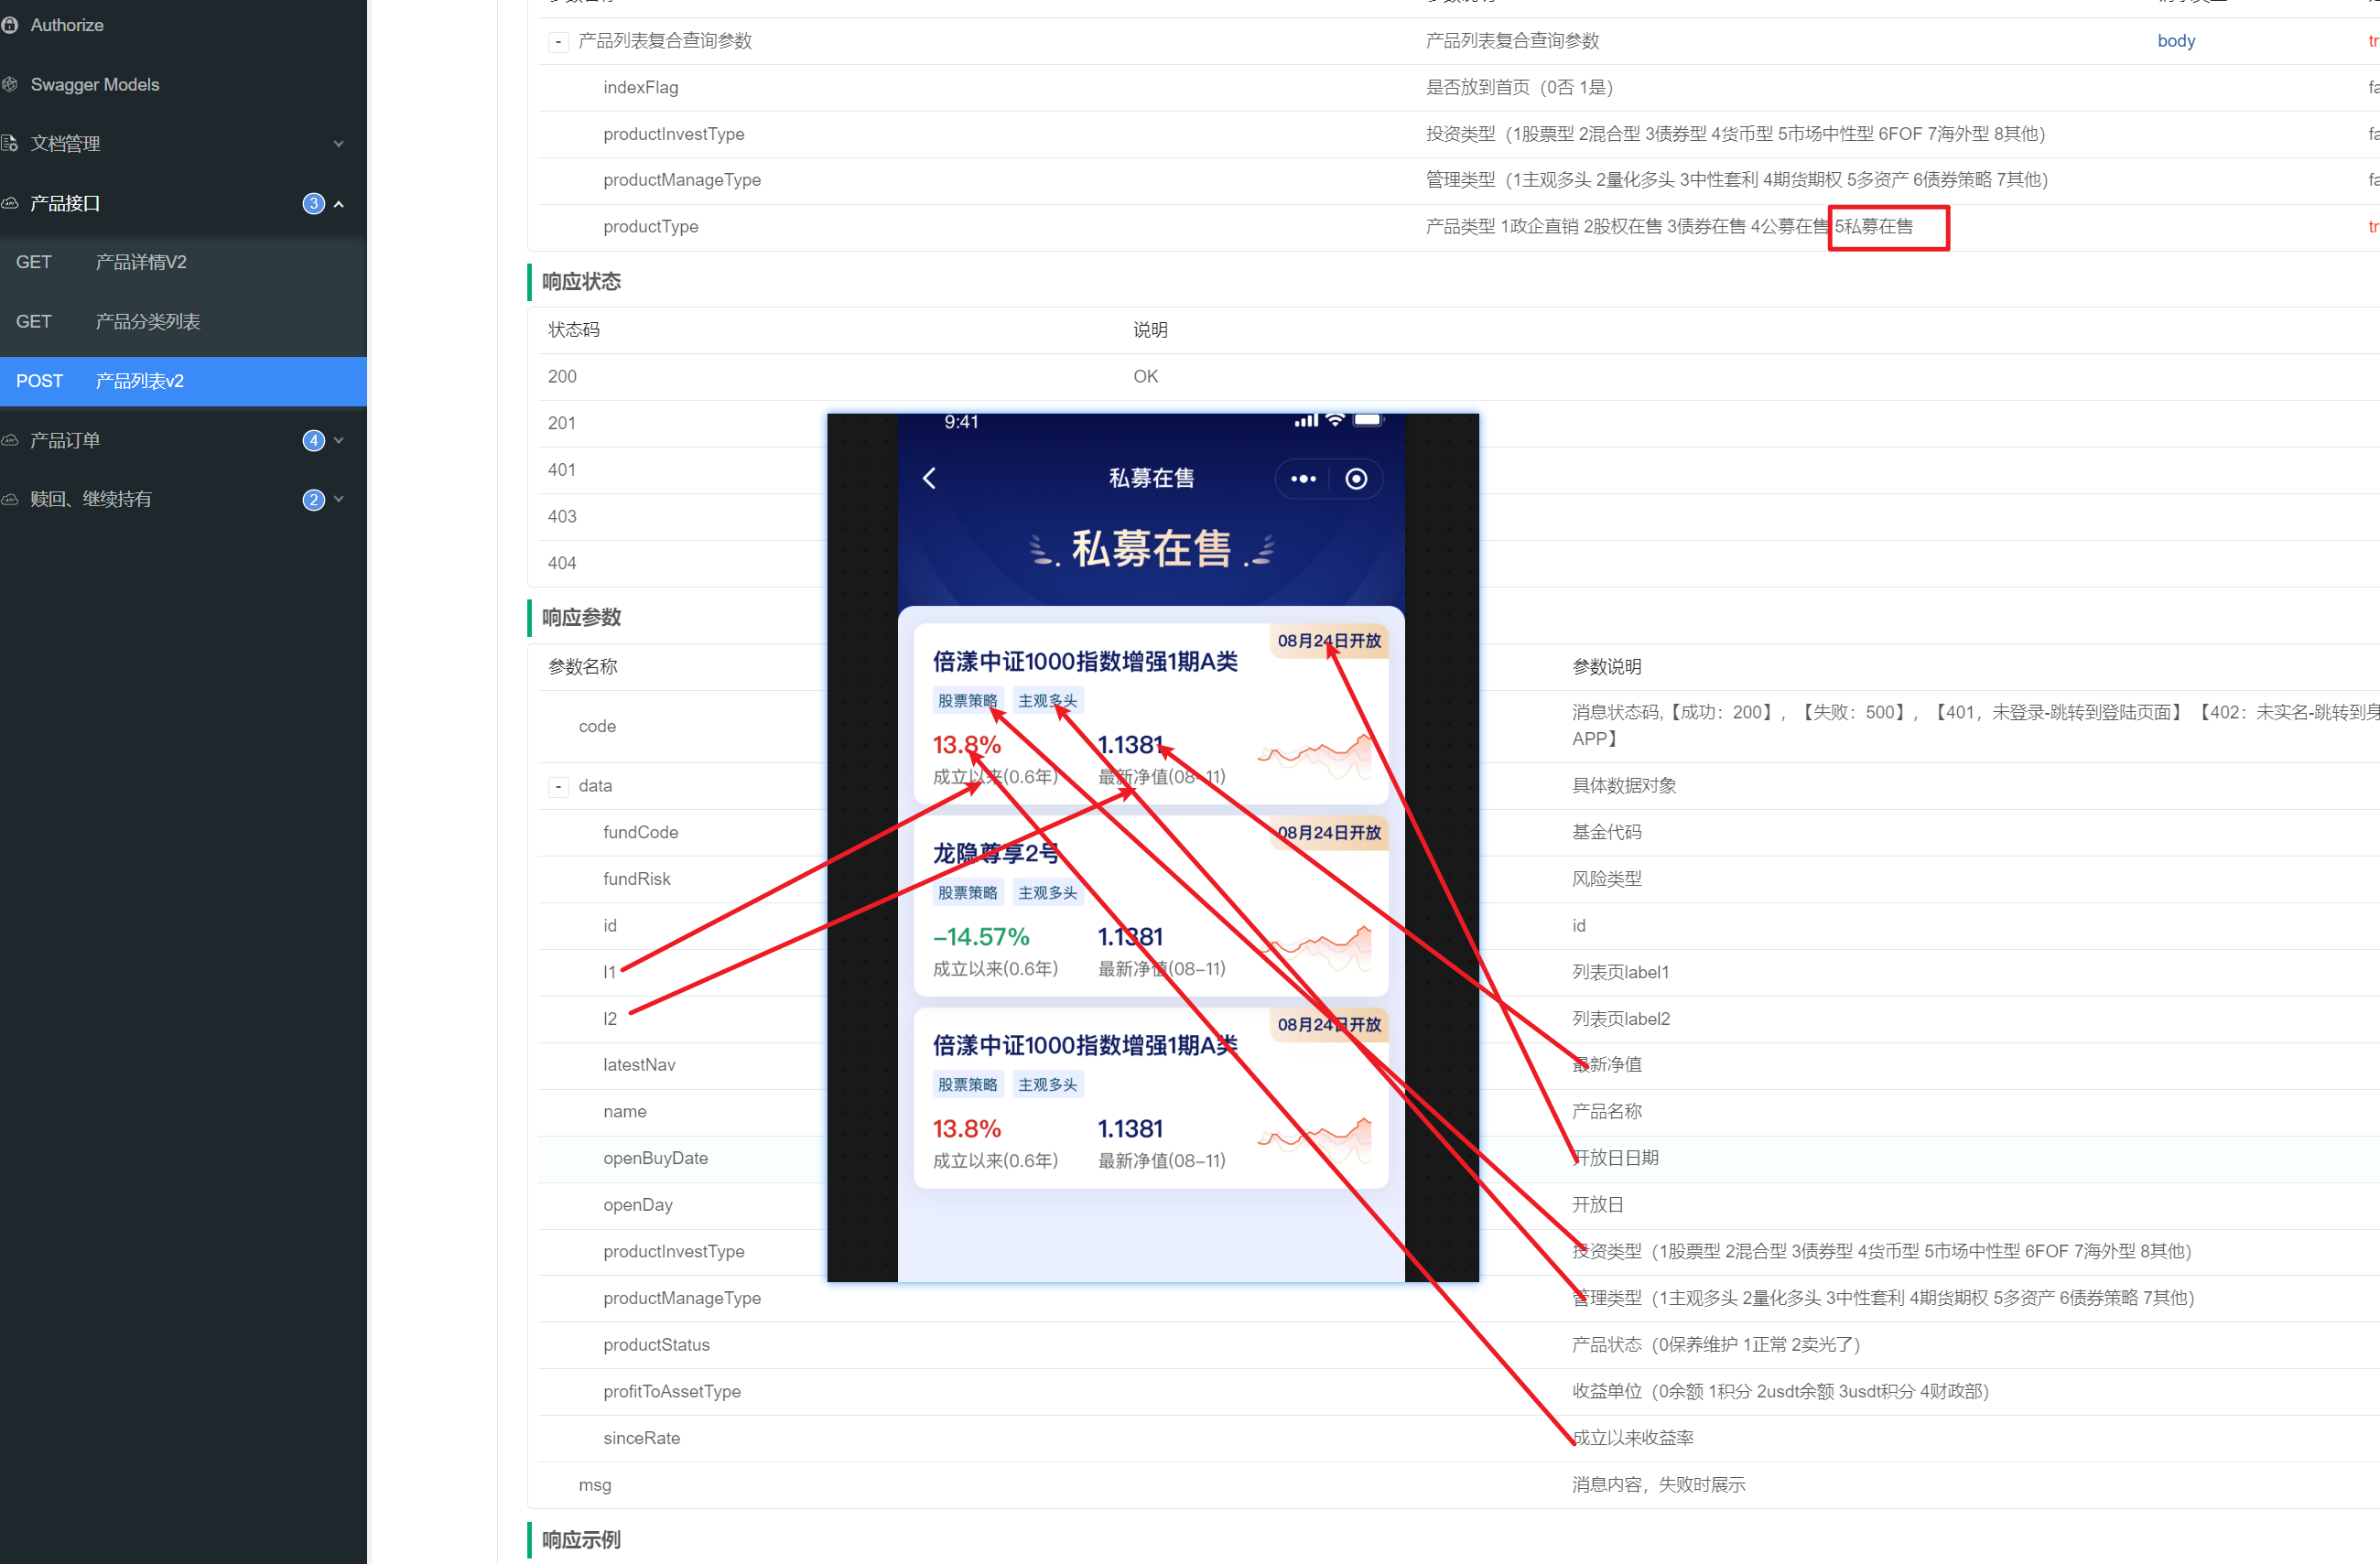 Authorize
Swagger Models
文档管理
产品接口 3
GET 产品详情V2
GET 产品分类列表
POST 产品列表v2
产品订单 4
赎回、继续持有 2
- 产品列表复合查询参数 产品列表复合查询参数 body
indexFlag 是否放到首页（0否 1是）
productInvestType 投资类型（1股票型 2混合型 3债券型 4货币型 5市场中性型 6FOF 7海外型 8其他）
productManageType 管理类型（1主观多头 2量化多头 3中性套利 4期货期权 5多资产 6债券策略 7其他）
productType 产品类型 1政企直销 2股权在售 3债券在售 4公募在售 5私募在售
响应状态
状态码 说明
200 OK
201
401
403
404
响应参数
参数名称 参数说明
code 消息状态码,【成功：200】，【失败：500】，【401，未登录-跳转到登陆页面】【402：未实名-跳转到身
APP】
- data 具体数据对象
fundCode 基金代码
fundRisk 风险类型
id id
l1 列表页label1
l2 列表页label2
latestNav 最新净值
name 产品名称
openBuyDate 开放日日期
openDay 开放日
productInvestType 投资类型（1股票型 2混合型 3债券型 4货币型 5市场中性型 6FOF 7海外型 8其他）
productManageType 管理类型（1主观多头 2量化多头 3中性套利 4期货期权 5多资产 6债券策略 7其他）
productStatus 产品状态（0保养维护 1正常 2卖光了）
profitToAssetType 收益单位（0余额 1积分 2usdt余额 3usdt积分 4财政部）
sinceRate 成立以来收益率
msg 消息内容，失败时展示
响应示例
9:41
私募在售
私募在售
08月24日开放
倍漾中证1000指数增强1期A类
股票策略 主观多头
13.8% 1.1381
成立以来(0.6年) 最新净值(08-11)
08月24日开放
龙隐尊享2号
股票策略 主观多头
-14.57% 1.1381
成立以来(0.6年) 最新净值(08-11)
08月24日开放
倍漾中证1000指数增强1期A类
股票策略 主观多头
13.8% 1.1381
成立以来(0.6年) 最新净值(08-11)